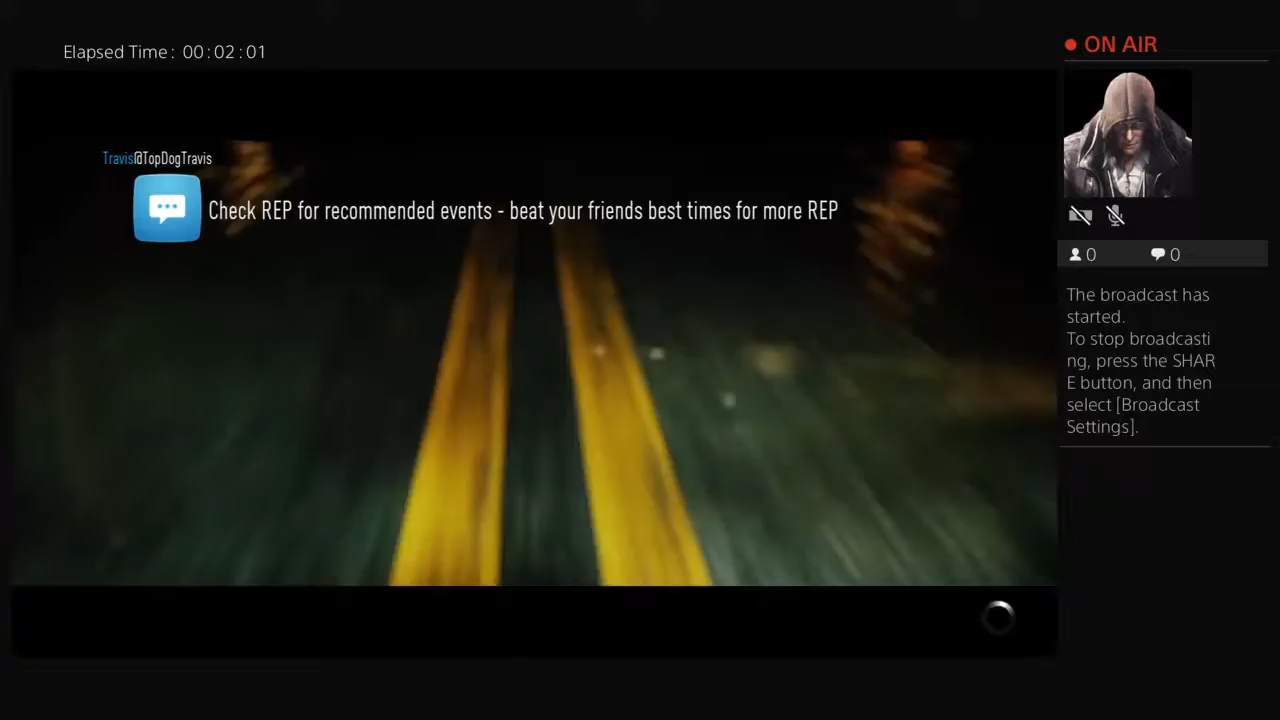 Elapsed Time: 00:02:01
ON AIR
Travis@TopDogTravis
Check REP for recommended events - beat your friends best times for more REP
0 0
The broadcast has
started.
To stop broadcasti
ng, press the SHAR
E button, and then
select [Broadcast
Settings].